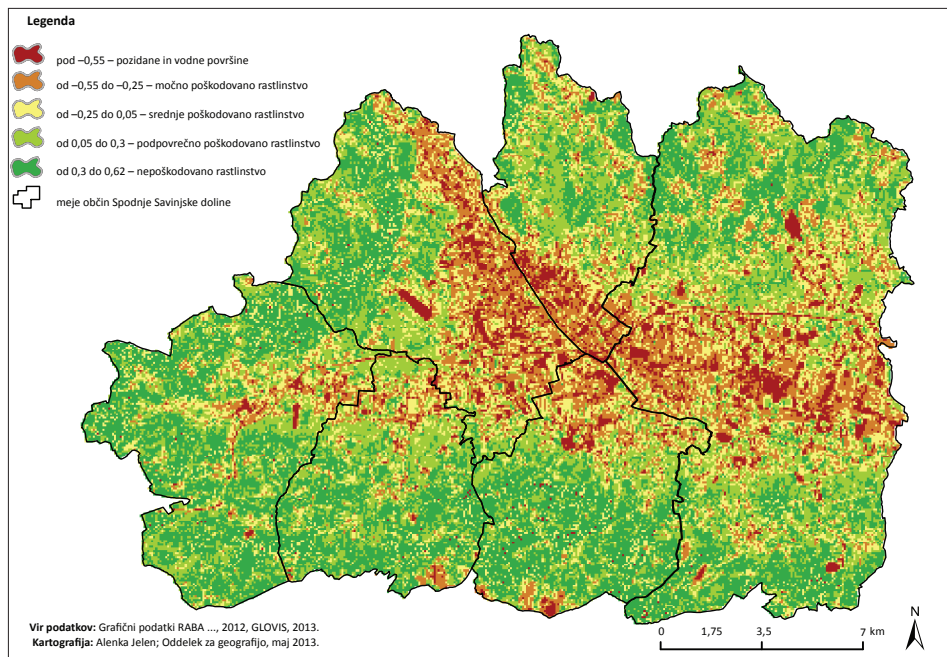 Legenda
pod –0,55 – pozidane in vodne površine
od –0,55 do –0,25 – močno poškodovano rastlinstvo
od –0,25 do 0,05 – srednje poškodovano rastlinstvo
od 0,05 do 0,3 – podpovrečno poškodovano rastlinstvo
od 0,3 do 0,62 – nepoškodovano rastlinstvo
meje občin Spodnje Savinjske doline
Vir podatkov: Grafični podatki RABA ..., 2012, GLOVIS, 2013.
Kartografija: Alenka Jelen; Oddelek za geografijo, maj 2013.
0 1,75 3,5 7 km
N